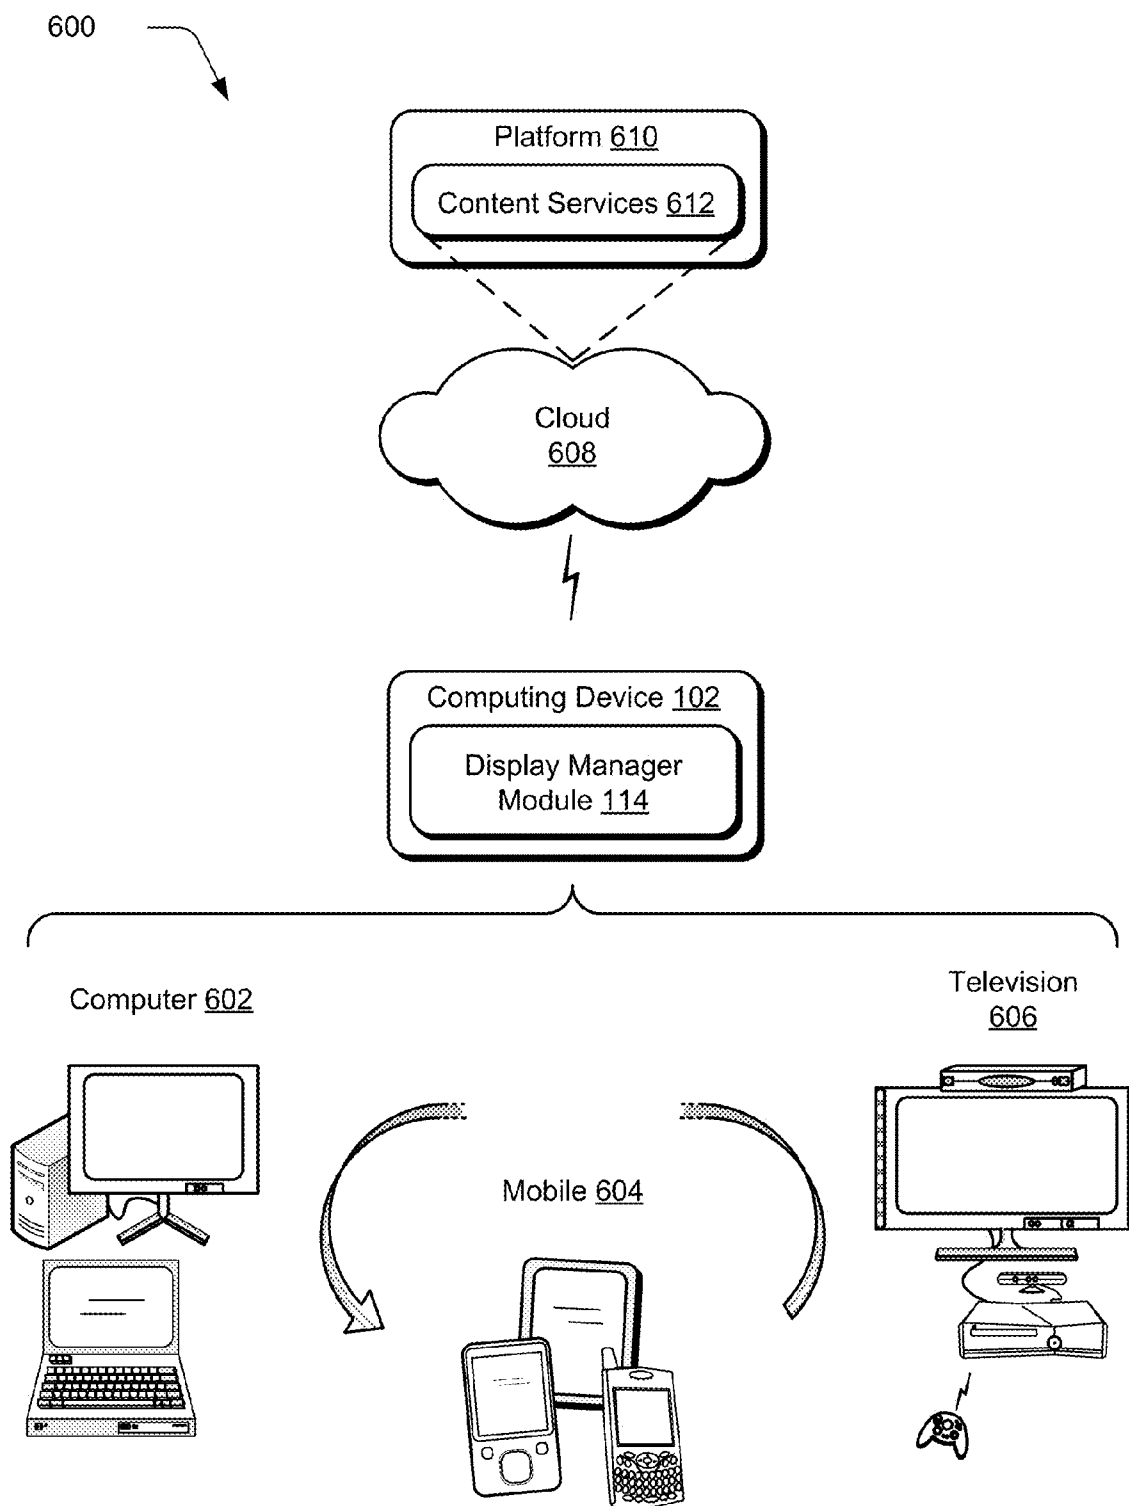 600
Platform 610
Content Services 612
Cloud
608
Computing Device 102
Display Manager
Module 114
Computer 602
Television
606
Mobile 604